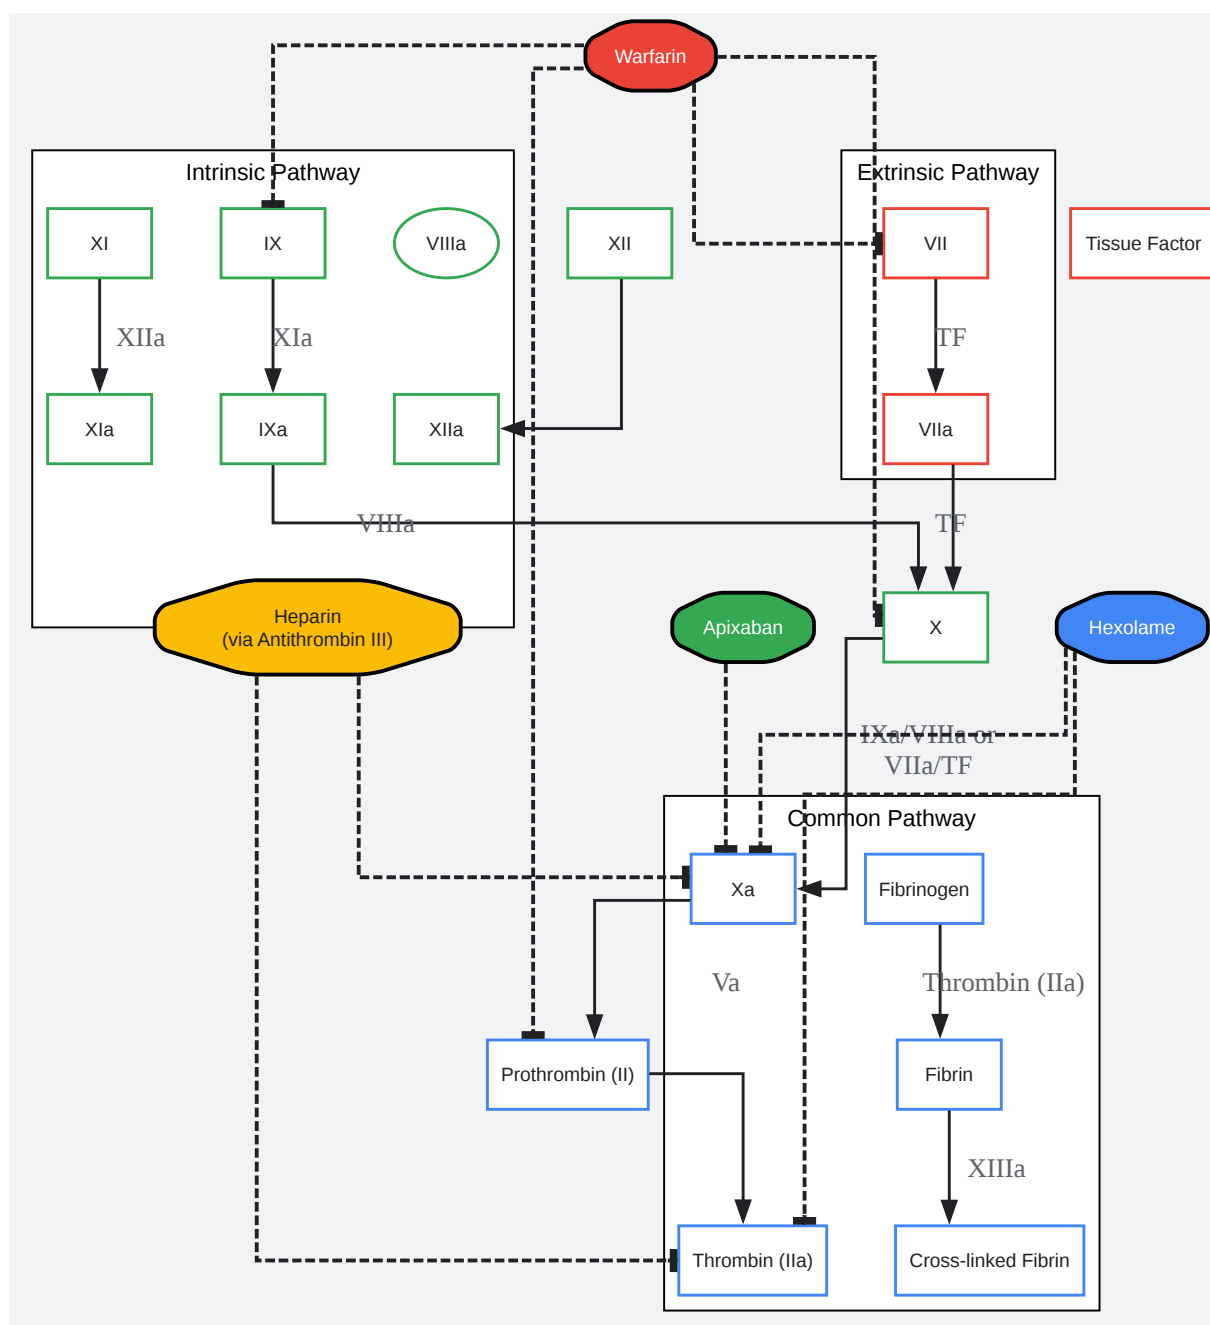 Warfarin
Intrinsic Pathway
Extrinsic Pathway
XI
IX
VIIIa
XII
VII
Tissue Factor
XIIa
XIa
TF
XIa
IXa
XIIa
VIIa
VIIIa
TF
Heparin
(via Antithrombin III)
Apixaban
X
Hexolame
IXa/VIIIa or
VIIa/TF
Common Pathway
Xa
Fibrinogen
Va
Thrombin (IIa)
Prothrombin (II)
Fibrin
XIIIa
Thrombin (IIa)
Cross-linked Fibrin